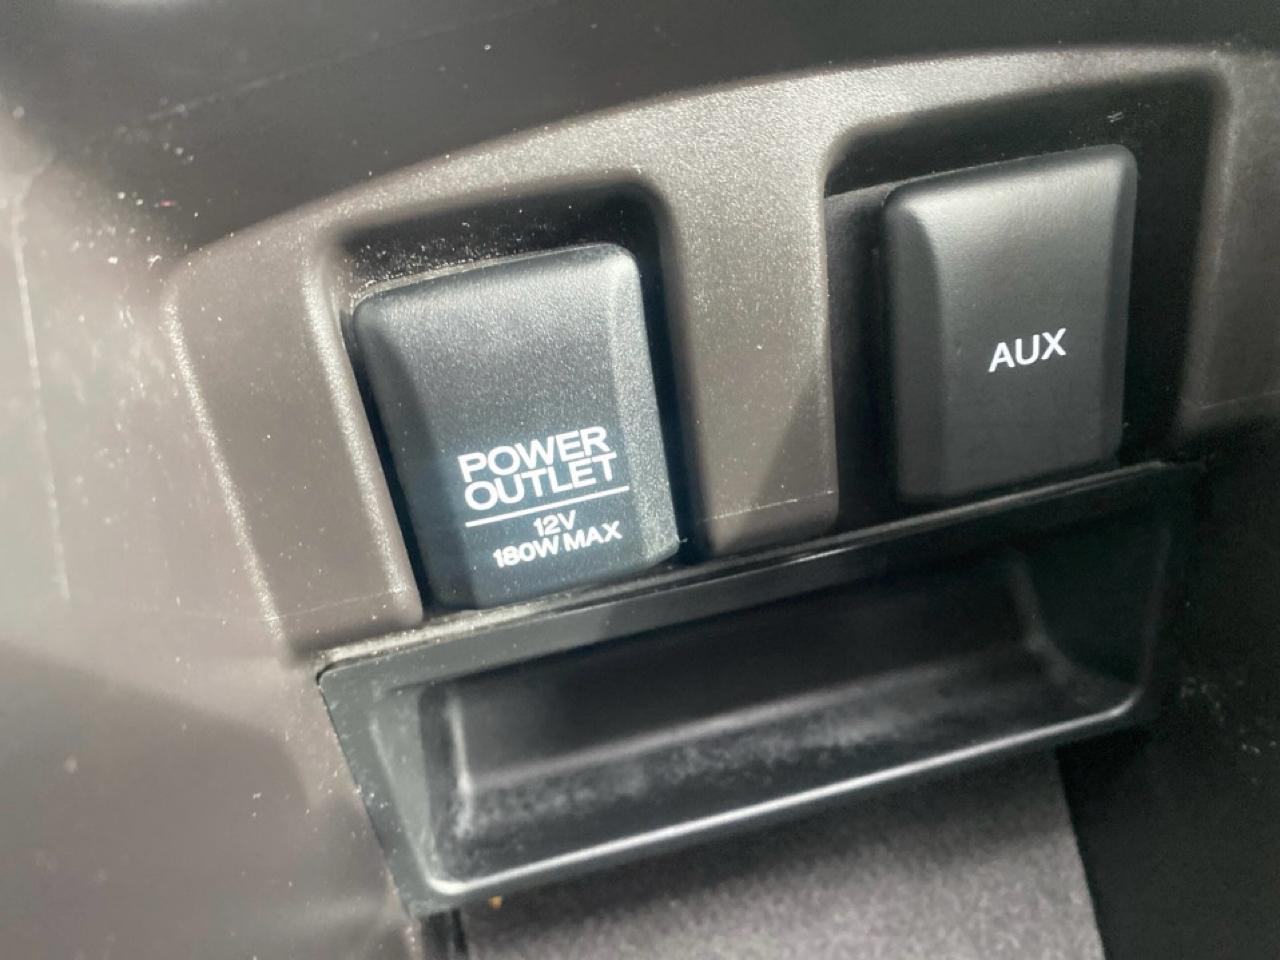 POWER
OUTLET
12V
180W MAX
AUX